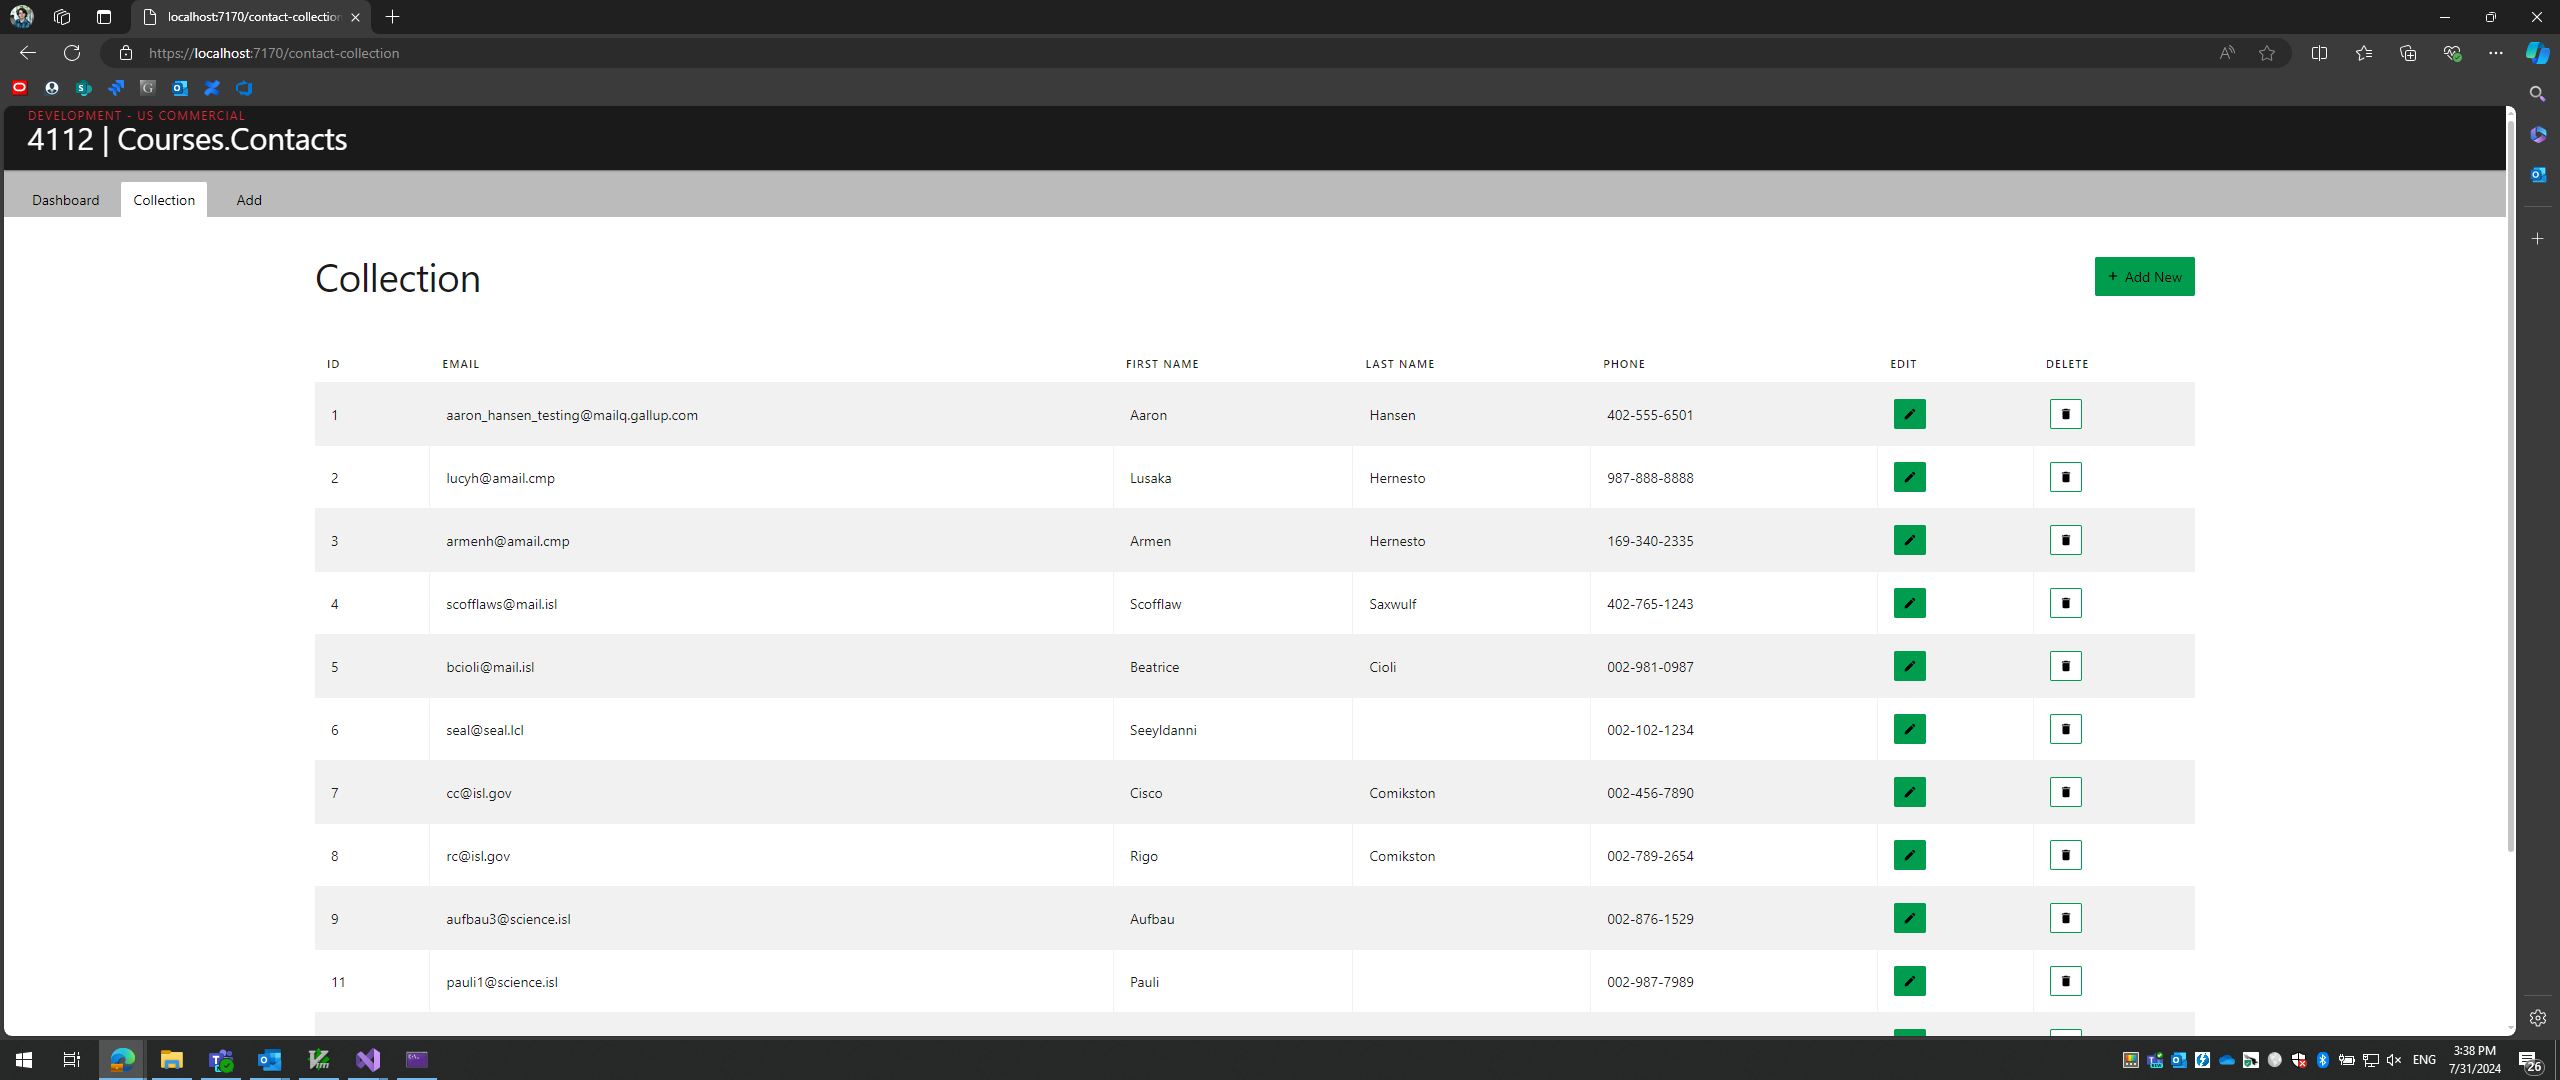 localhost:7170/contact-collection
https://localhost:7170/contact-collection
DEVELOPMENT - US COMMERCIAL
4112 | Courses.Contacts
Dashboard Collection Add
Collection
+ Add New
ID EMAIL FIRST NAME LAST NAME PHONE EDIT DELETE
1 aaron_hansen_testing@mailq.gallup.com Aaron Hansen 402-555-6501
2 lucyh@amail.cmp Lusaka Hernesto 987-888-8888
3 armenh@amail.cmp Armen Hernesto 169-340-2335
4 scofflaws@mail.isl Scofflaw Saxwulf 402-765-1243
5 bcioli@mail.isl Beatrice Cioli 002-981-0987
6 seal@seal.lcl Seeyldanni 002-102-1234
7 cc@isl.gov Cisco Comikston 002-456-7890
8 rc@isl.gov Rigo Comikston 002-789-2654
9 aufbau3@science.isl Aufbau 002-876-1529
11 pauli1@science.isl Pauli 002-987-7989
ENG
3:38 PM
7/31/2024
26